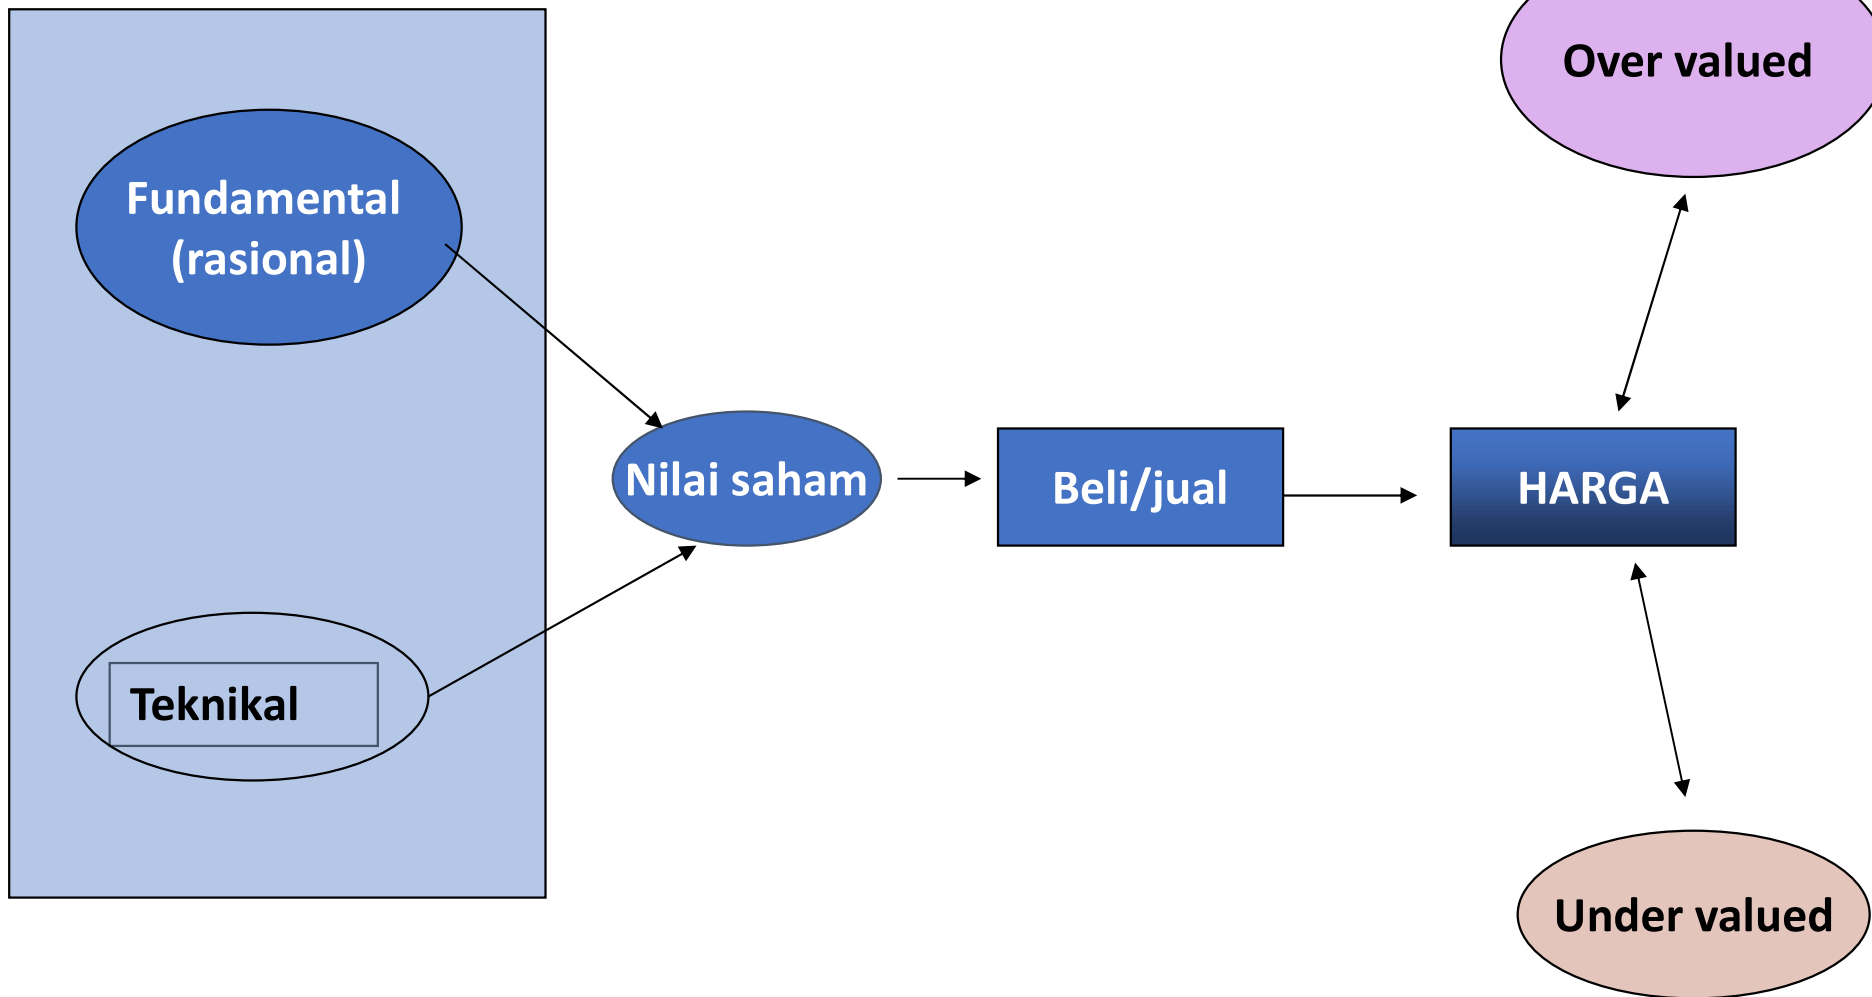 Over valued
Fundamental
(rasional)
Nilai saham
Beli/jual
HARGA
Teknikal
Under valued